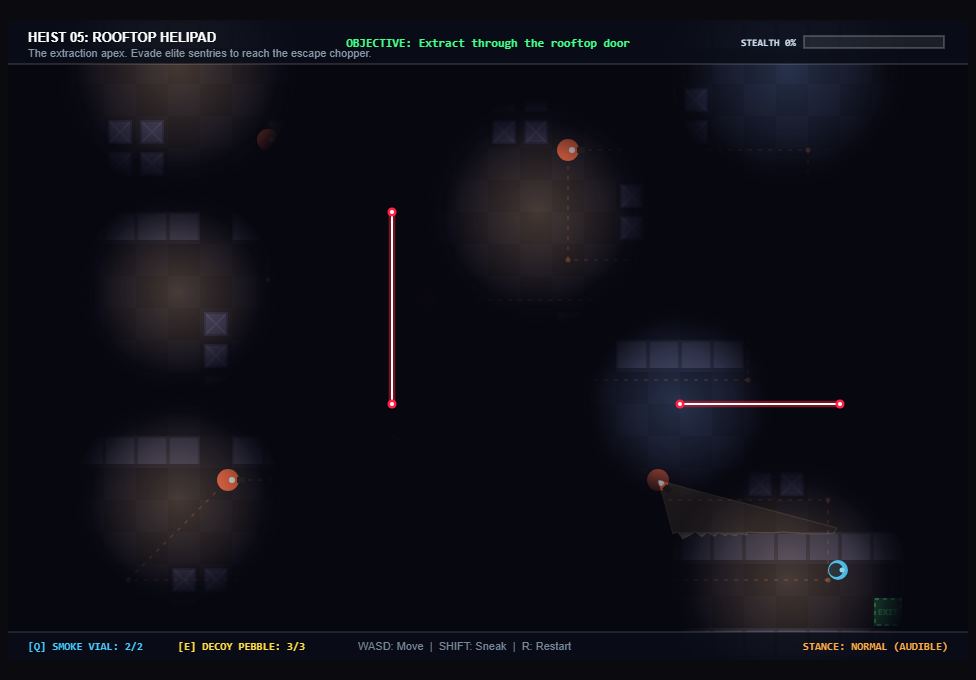 HEIST 05: ROOFTOP HELIPAD
The extraction apex. Evade elite sentries to reach the escape chopper.
OBJECTIVE: Extract through the rooftop door
STEALTH 0%
EXIT
[Q] SMOKE VIAL: 2/2
[E] DECOY PEBBLE: 3/3
WASD: Move | SHIFT: Sneak | R: Restart
STANCE: NORMAL (AUDIBLE)